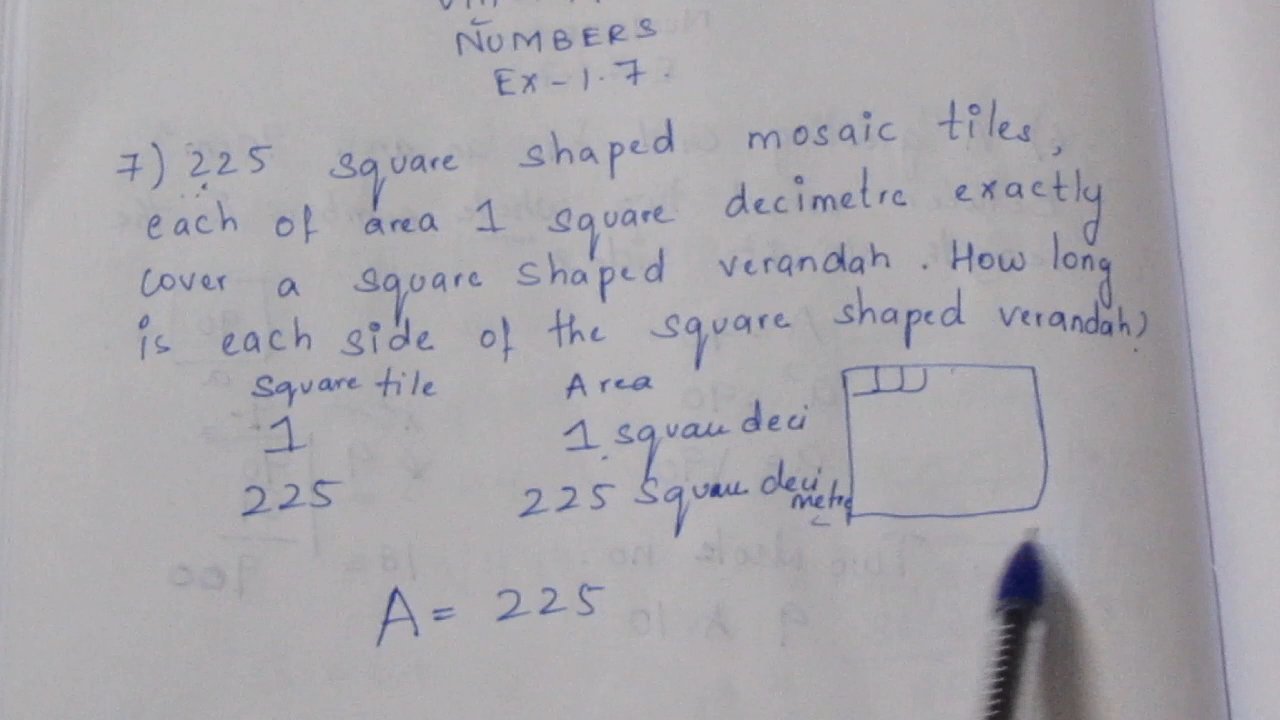 NUMBERS
Ex-1.7.
7) 225 square shaped mosaic tiles,
each of area 1 square decimetre exactly
cover a square shaped verandah. How long
is each side of the square shaped verandah?
Square tile Area
1 1 squau deci
225 225 Squau deci
metre
A = 225